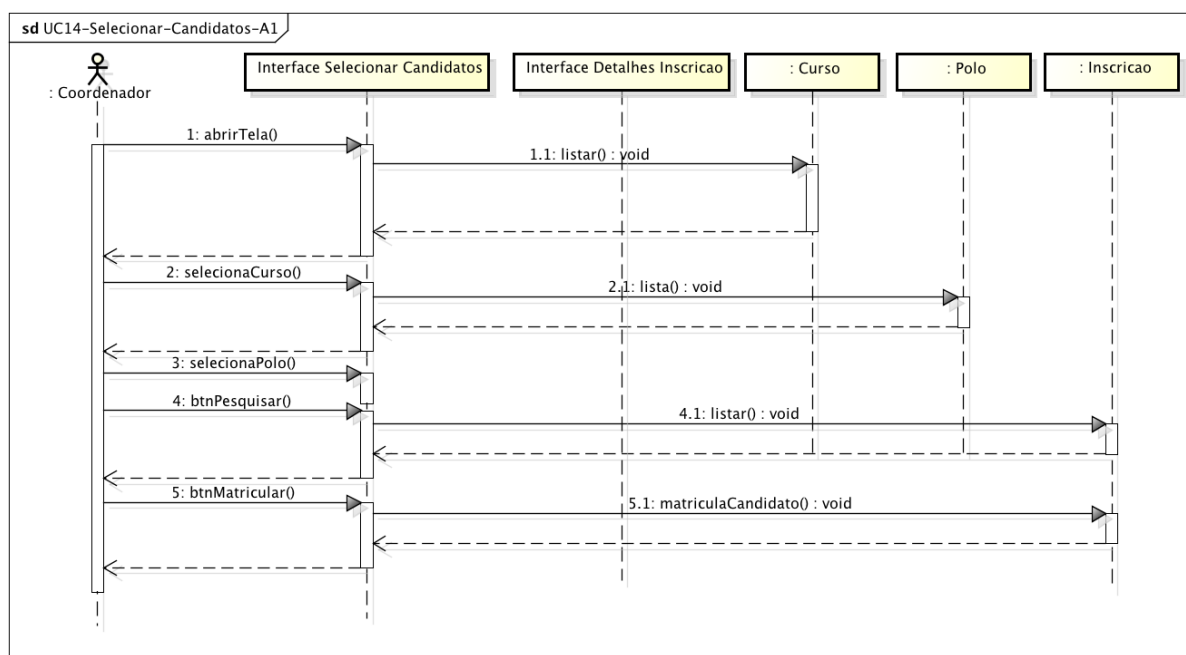 sd UC14-Selecionar-Candidatos-A1
: Coordenador
Interface Selecionar Candidatos
Interface Detalhes Inscricao
: Curso
: Polo
: Inscricao
1: abrirTela()
1.1: listar() : void
2: selecionaCurso()
2.1: lista() : void
3: selecionaPolo()
4: btnPesquisar()
4.1: listar() : void
5: btnMatricular()
5.1: matriculaCandidato() : void